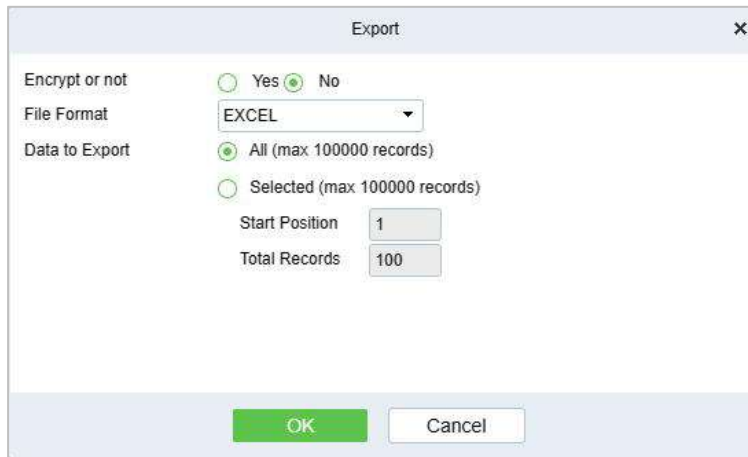 Export
Encrypt or not Yes No
File Format EXCEL
Data to Export All (max 100000 records)
Selected (max 100000 records)
Start Position 1
Total Records 100
OK Cancel